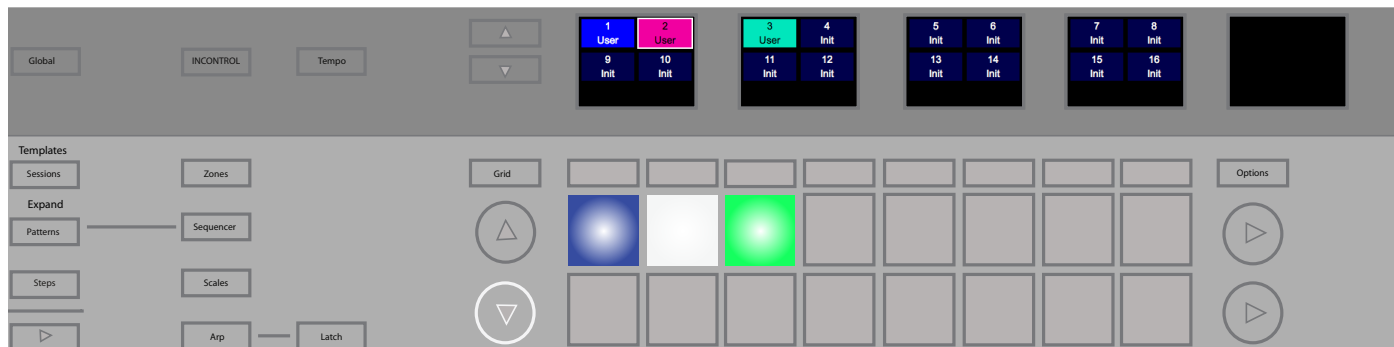 1 2 3 4 5 6 7 8
User User User Init Init Init Init Init
Global INCONTROL Tempo 9 10 11 12 13 14 15 16
Init Init Init Init Init Init Init Init
Templates
Sessions Zones Grid Options
Expand
Patterns Sequencer
Steps Scales
Arp Latch